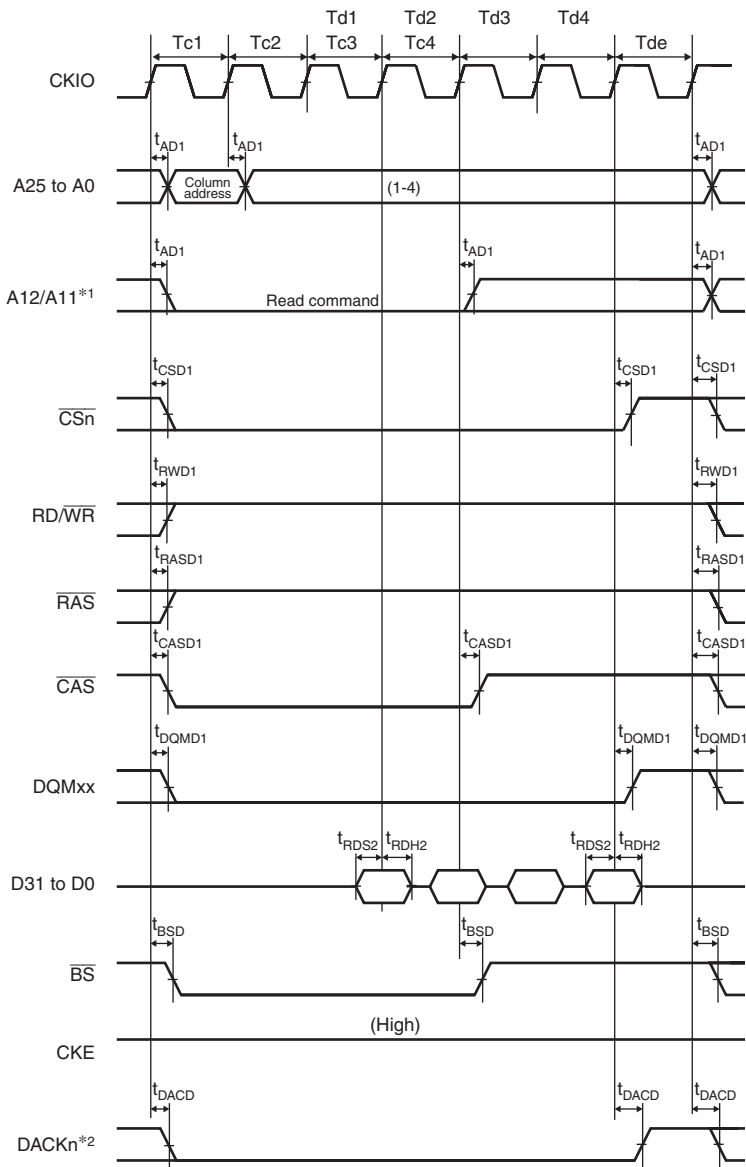 Td1 Td2 Td3 Td4
Tc1 Tc2 Tc3 Tc4 Tde
CKIO
tAD1 tAD1 tAD1
A25 to A0 Column address (1-4)
tAD1 tAD1 tAD1
A12/A11*1 Read command
tCSD1 tCSD1 tCSD1
CSn
tRWD1 tRWD1
RD/WR
tRASD1 tRASD1
RAS
tCASD1 tCASD1 tCASD1
CAS
tDQMD1 tDQMD1 tDQMD1
DQMxx
tRDS2 tRDH2 tRDS2 tRDH2
D31 to D0
tBSD tBSD tBSD
BS
(High)
CKE
tDACD tDACD tDACD
DACKn*2